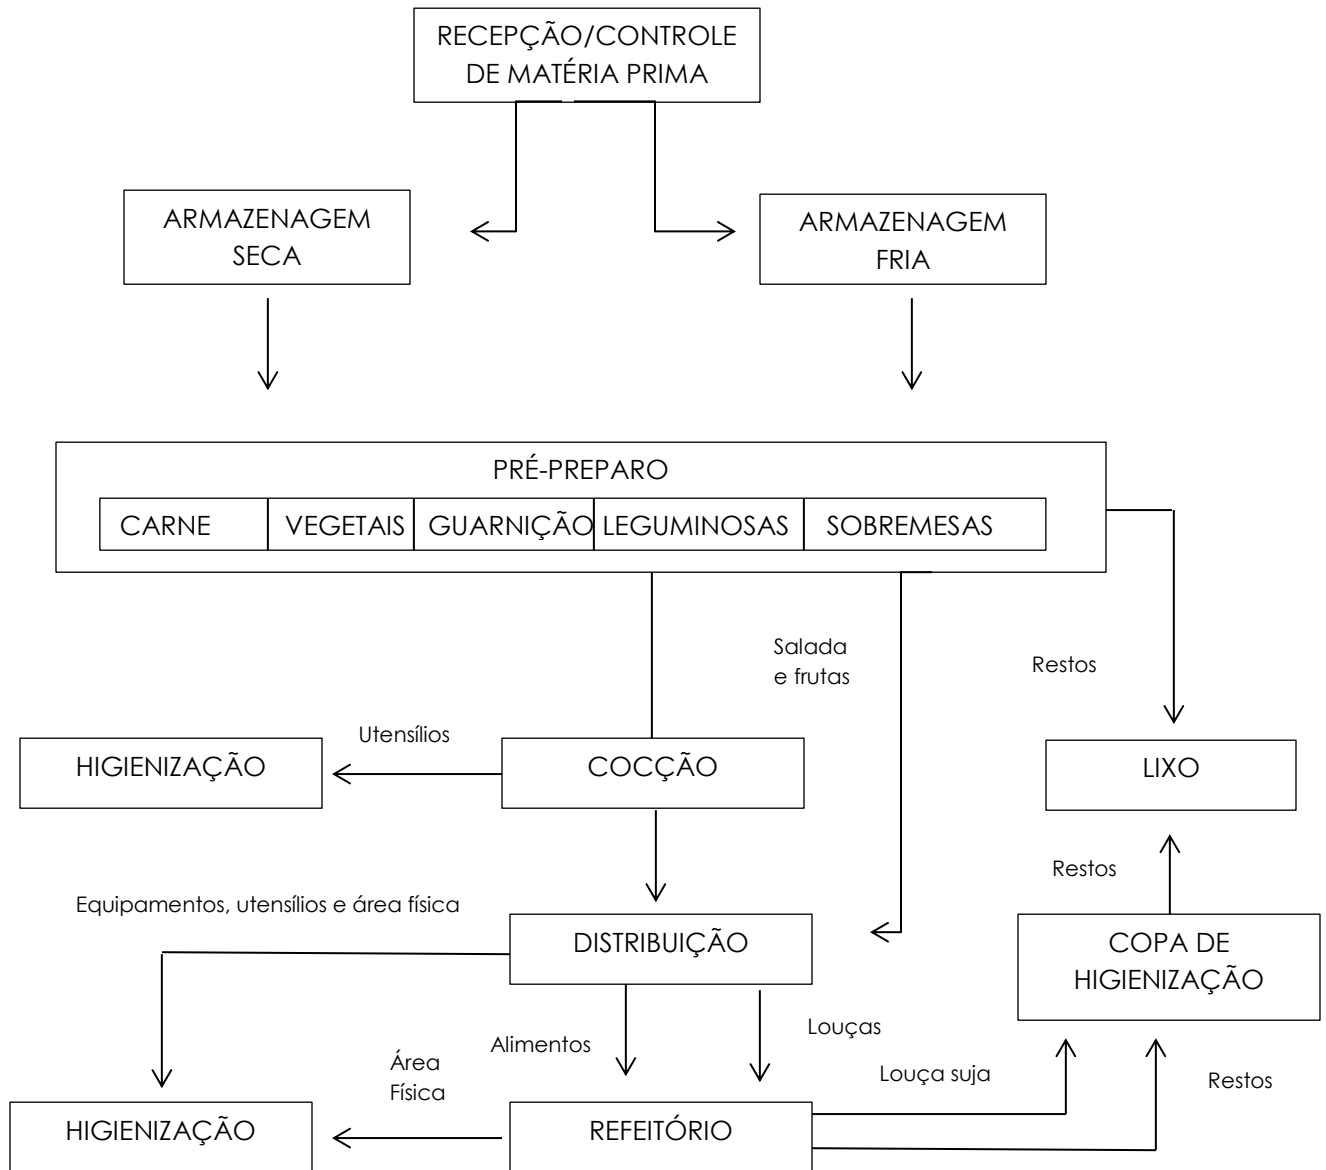 RECEPÇÃO/CONTROLE
DE MATÉRIA PRIMA
ARMAZENAGEM
SECA
ARMAZENAGEM
FRIA
PRÉ-PREPARO
CARNE
VEGETAIS
GUARNIÇÃO
LEGUMINOSAS
SOBREMESAS
Salada
e frutas
Restos
Utensílios
HIGIENIZAÇÃO
COCÇÃO
LIXO
Restos
Equipamentos, utensílios e área física
DISTRIBUIÇÃO
COPA DE
HIGIENIZAÇÃO
Louças
Alimentos
Área
Física
Louça suja
Restos
HIGIENIZAÇÃO
REFEITÓRIO